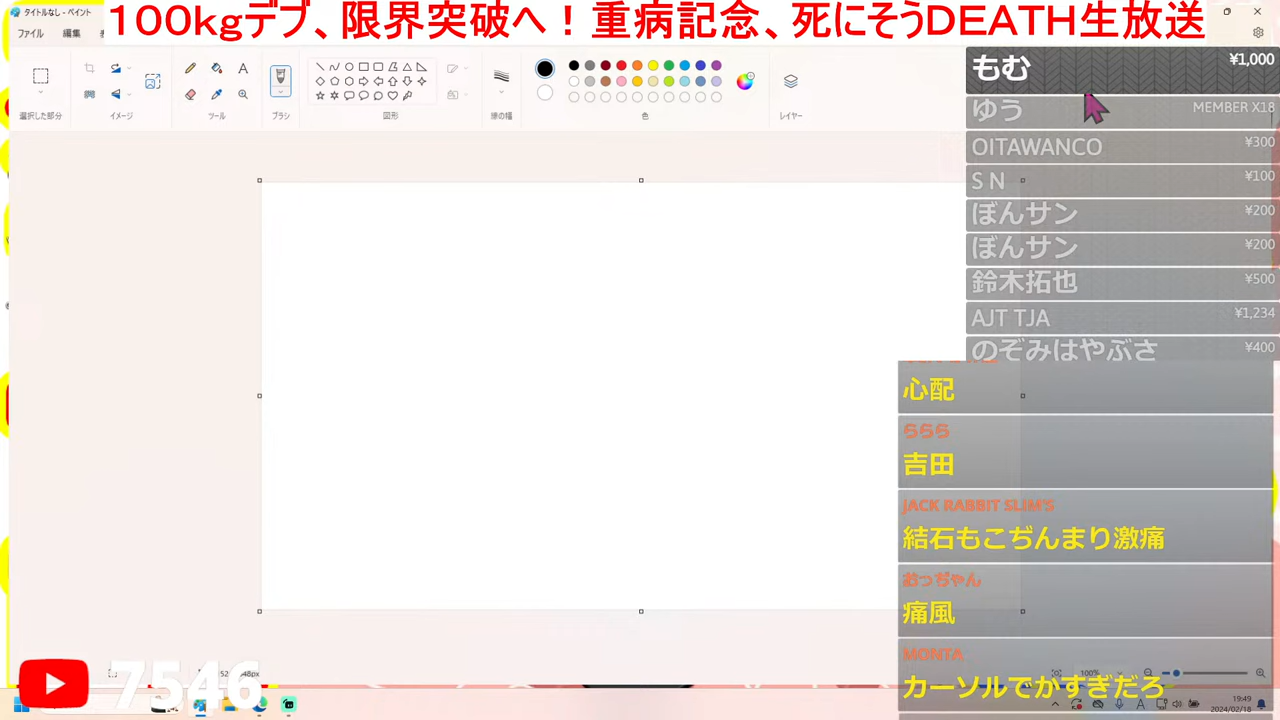 100kgデブ、限界突破へ！重病記念、死にそうDEATH生放送
タイトルなし - ペイント
ファイル
編集
選択した部分
イメージ
ツール
ブラシ
図形
線の幅
色
レイヤー
もむ ¥1,000
ゆう MEMBER X18
OITAWANCO ¥300
S N ¥100
ぼんサン ¥200
ぼんサン ¥200
鈴木拓也 ¥500
AJT TJA ¥1,234
のぞみはやぶさ ¥400
心配
ららら
吉田
JACK RABBIT SLIM'S
結石もこぢんまり激痛
おっぢゃん
痛風
MONTA
カーソルでかすぎだろ
7546
100%
19:49
2024/02/18